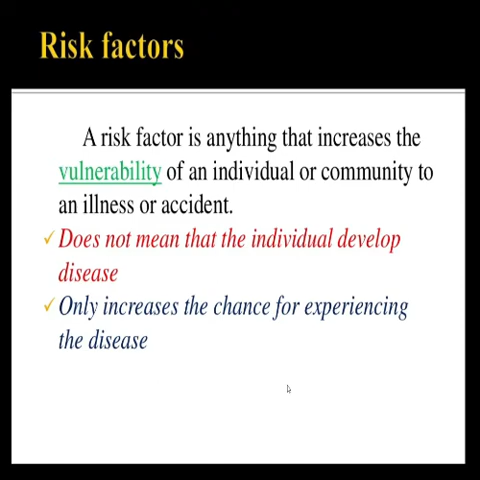 Risk factors
A risk factor is anything that increases the
vulnerability of an individual or community to
an illness or accident.
✓ Does not mean that the individual develop
disease
✓ Only increases the chance for experiencing
the disease